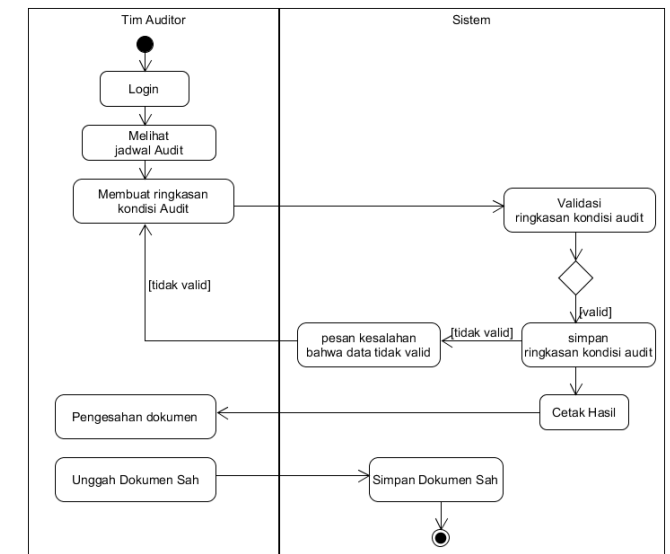 Tim Auditor
Sistem
Login
Melihat
jadwal Audit
Membuat ringkasan
kondisi Audit
Validasi
ringkasan kondisi audit
[tidak valid]
[valid]
pesan kesalahan
bahwa data tidak valid
[tidak valid]
simpan
ringkasan kondisi audit
Pengesahan dokumen
Cetak Hasil
Unggah Dokumen Sah
Simpan Dokumen Sah